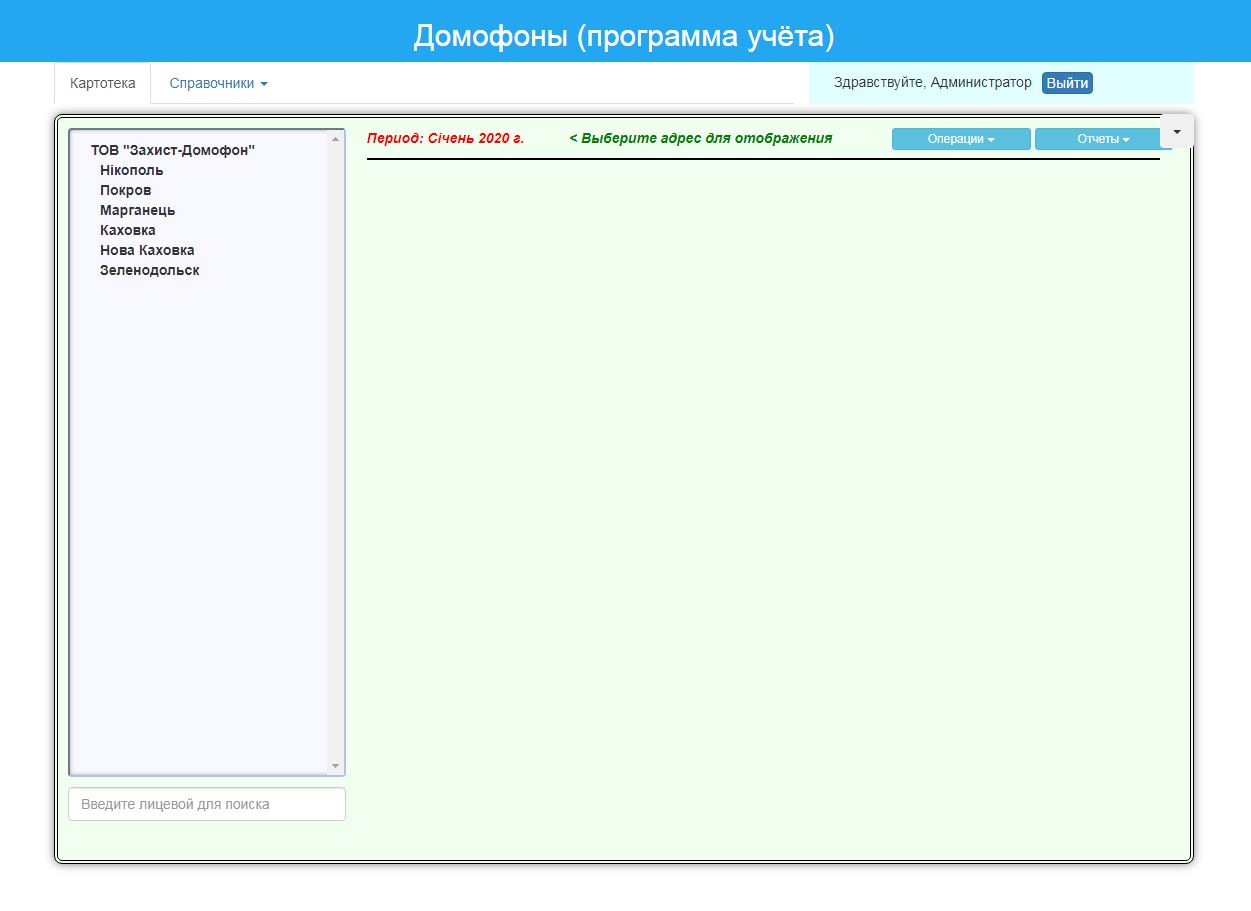 Домофоны (программа учёта)
Картотека Справочники Здравствуйте, Администратор Выйти
Период: Січень 2020 г. < Выберите адрес для отображения Операции Отчеты
ТОВ "Захист-Домофон"
Нікополь
Покров
Марганець
Каховка
Нова Каховка
Зеленодольск
Введите лицевой для поиска